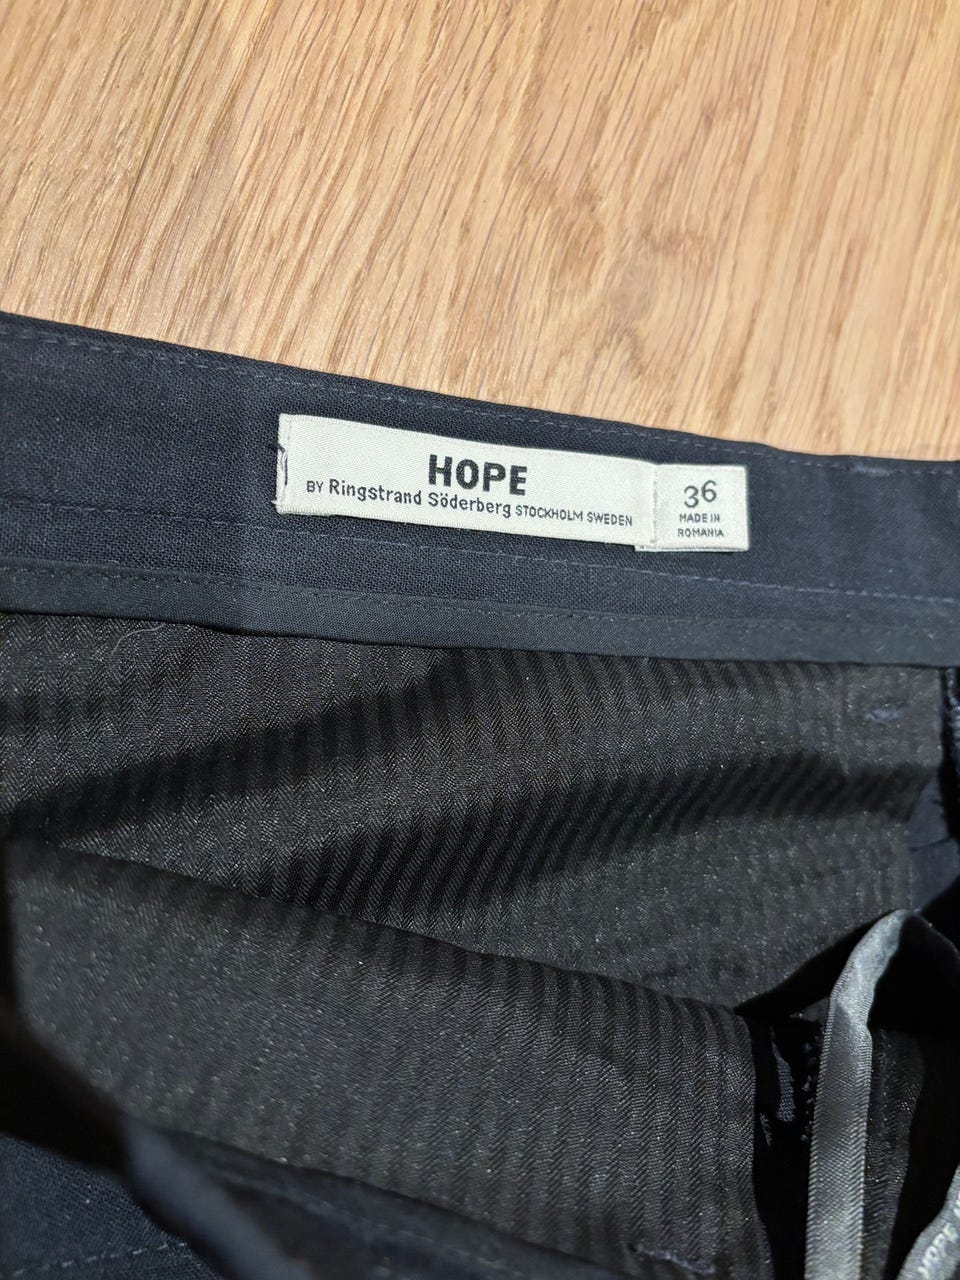 HOPE
BY Ringstrand Söderberg STOCKHOLM SWEDEN
36
MADE IN
ROMANIA